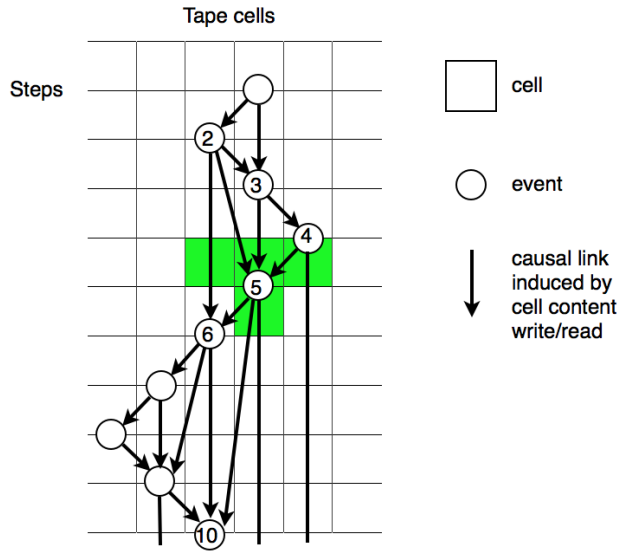 Tape cells
Steps
cell
2
event
3
4
causal link
induced by
cell content
write/read
5
6
10